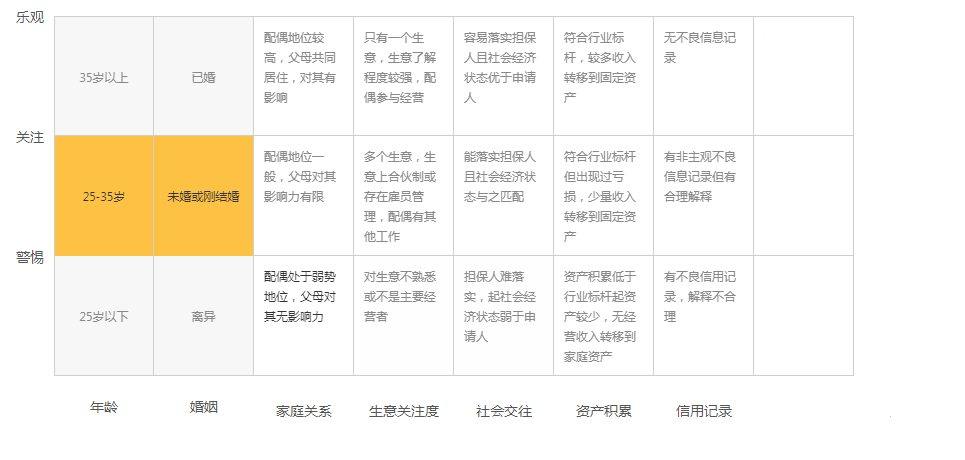 乐观
35岁以上
已婚
配偶地位较
高，父母共同
居住，对其有
影响
只有一个生
意，生意了解
程度较强，配
偶参与经营
容易落实担保
人且社会经济
状态优于申请
人
符合行业标
杆，较多收入
转移到固定资
产
无不良信息记
录
关注
25-35岁
未婚或刚结婚
配偶地位一
般，父母对其
影响力有限
多个生意，生
意上合伙制或
存在雇员管
理，配偶有其
他工作
能落实担保人
且社会经济状
态与之匹配
符合行业标杆
但出现过亏
损，少量收入
转移到固定资
产
有非主观不良
信息记录但有
合理解释
警惕
25岁以下
离异
配偶处于弱势
地位，父母对
其无影响力
对生意不熟悉
或不是主要经
营者
担保人难落
实，起社会经
济状态弱于申
请人
资产积累低于
行业标杆起资
产较少，无经
营收入转移到
家庭资产
有不良信用记
录，解释不合
理
年龄
婚姻
家庭关系
生意关注度
社会交往
资产积累
信用记录